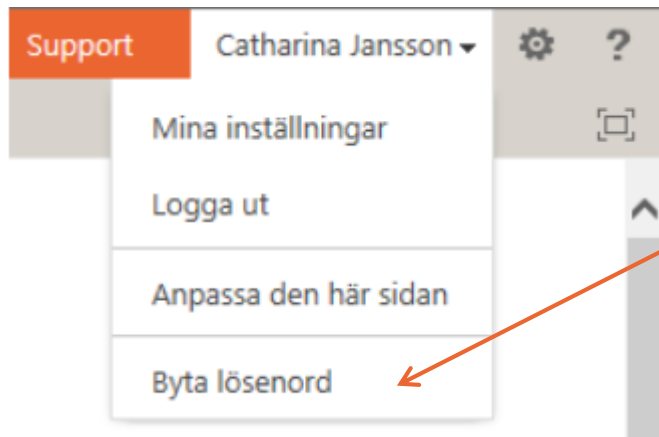 Support
Catharina Jansson
?
Mina inställningar
Logga ut
Anpassa den här sidan
Byta lösenord